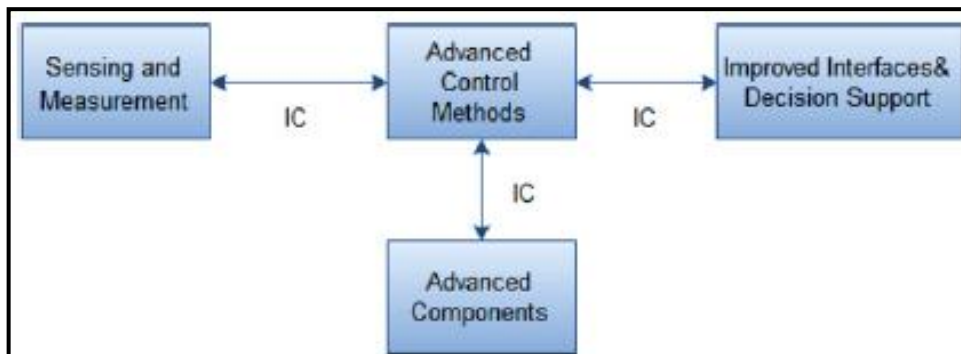 Sensing and
Measurement
Advanced
Control
Methods
Improved Interfaces&
Decision Support
IC
IC
IC
Advanced
Components